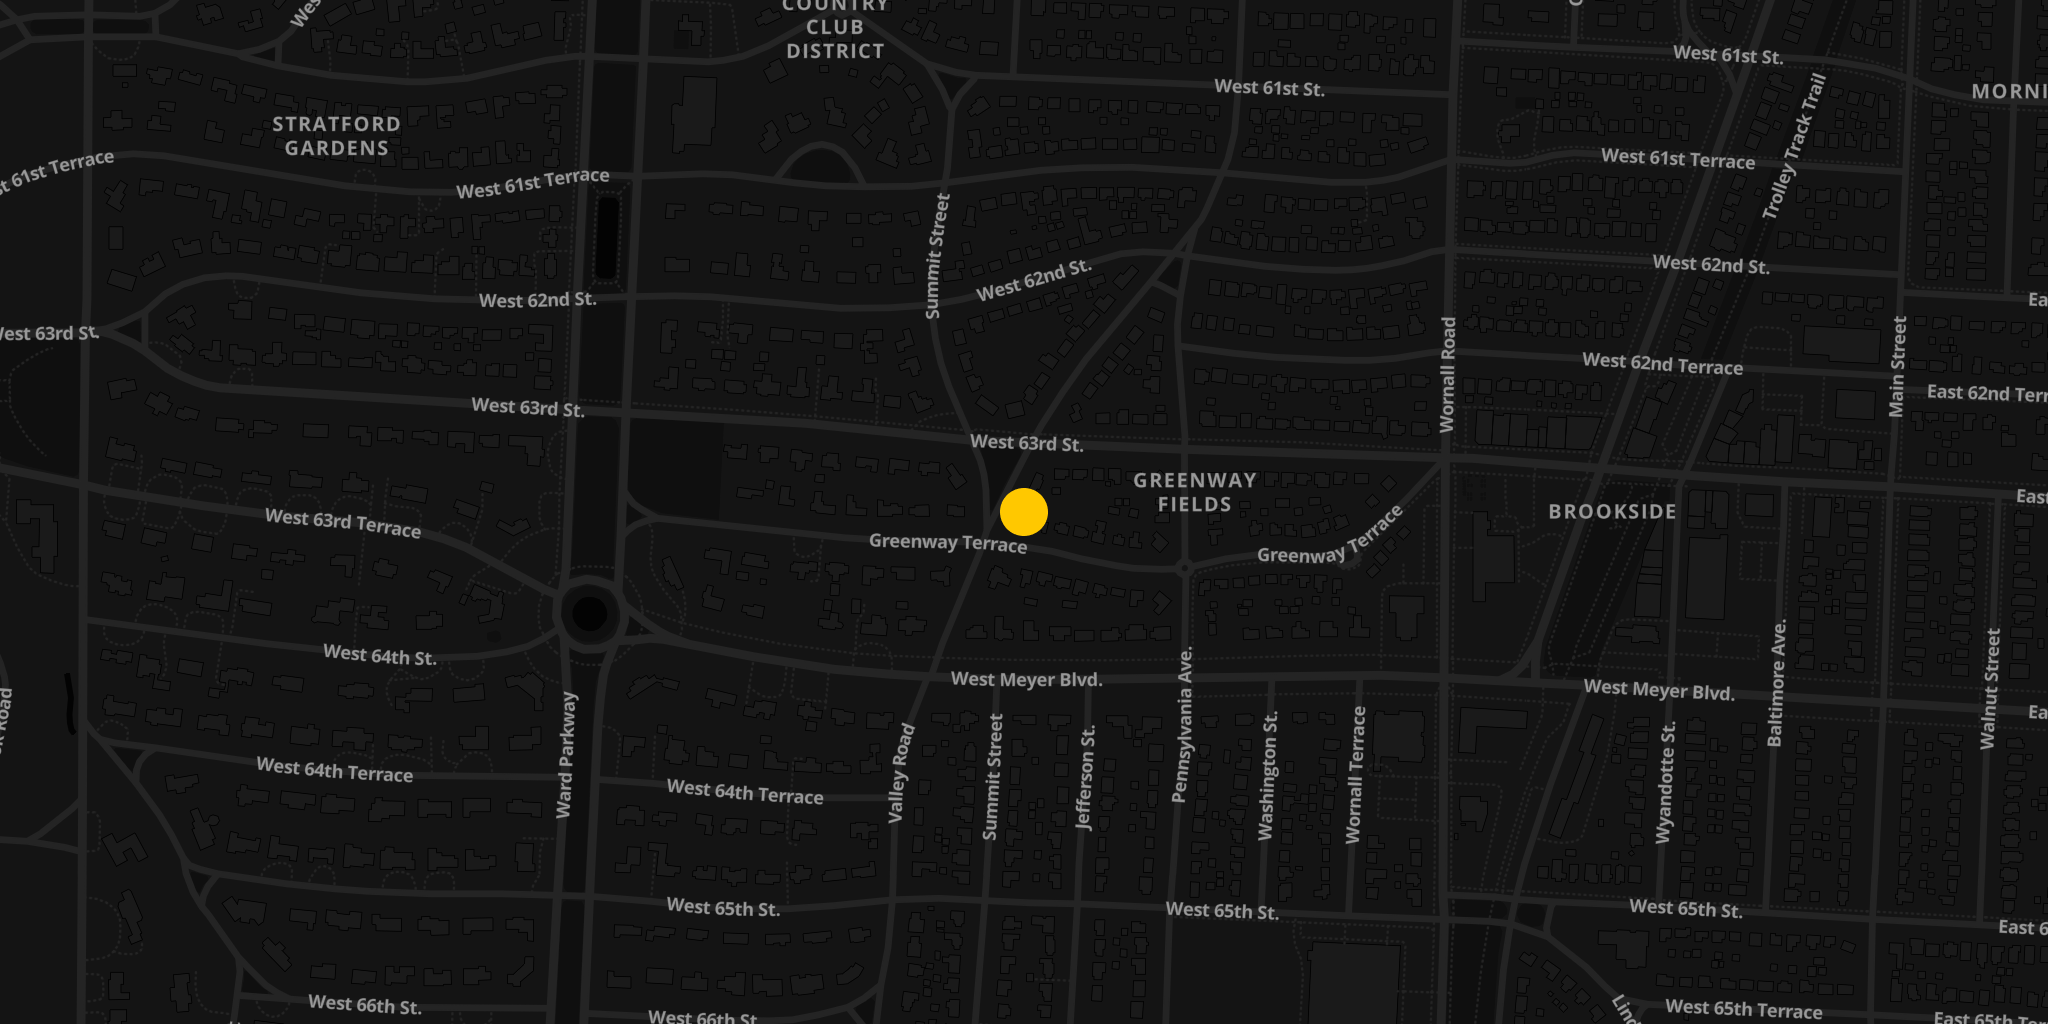 COUNTRY
CLUB
DISTRICT
West 61st St.
West 61st St.
MORNI
STRATFORD
GARDENS
West 61st Terrace
West 61st Terrace
Trolley Track Trail
st 61st Terrace
Summit Street
West 62nd St.
West 62nd St.
West 62nd St.
Ea
West 63rd St.
Wornall Road
Main Street
West 62nd Terrace
East 62nd Terr
West 63rd St.
West 63rd St.
GREENWAY
FIELDS
East
BROOKSIDE
West 63rd Terrace
Greenway Terrace
Greenway Terrace
West 64th St.
West Meyer Blvd.
West Meyer Blvd.
Ea
Pennsylvania Ave.
Baltimore Ave.
Walnut Street
Road
Ward Parkway
Valley Road
Summit Street
Jefferson St.
Washington St.
Wornall Terrace
Wyandotte St.
West 64th Terrace
West 64th Terrace
West 65th St.
West 65th St.
West 65th St.
East 6
West 66th St.
West 66th St.
West 65th Terrace
East 65th Ter